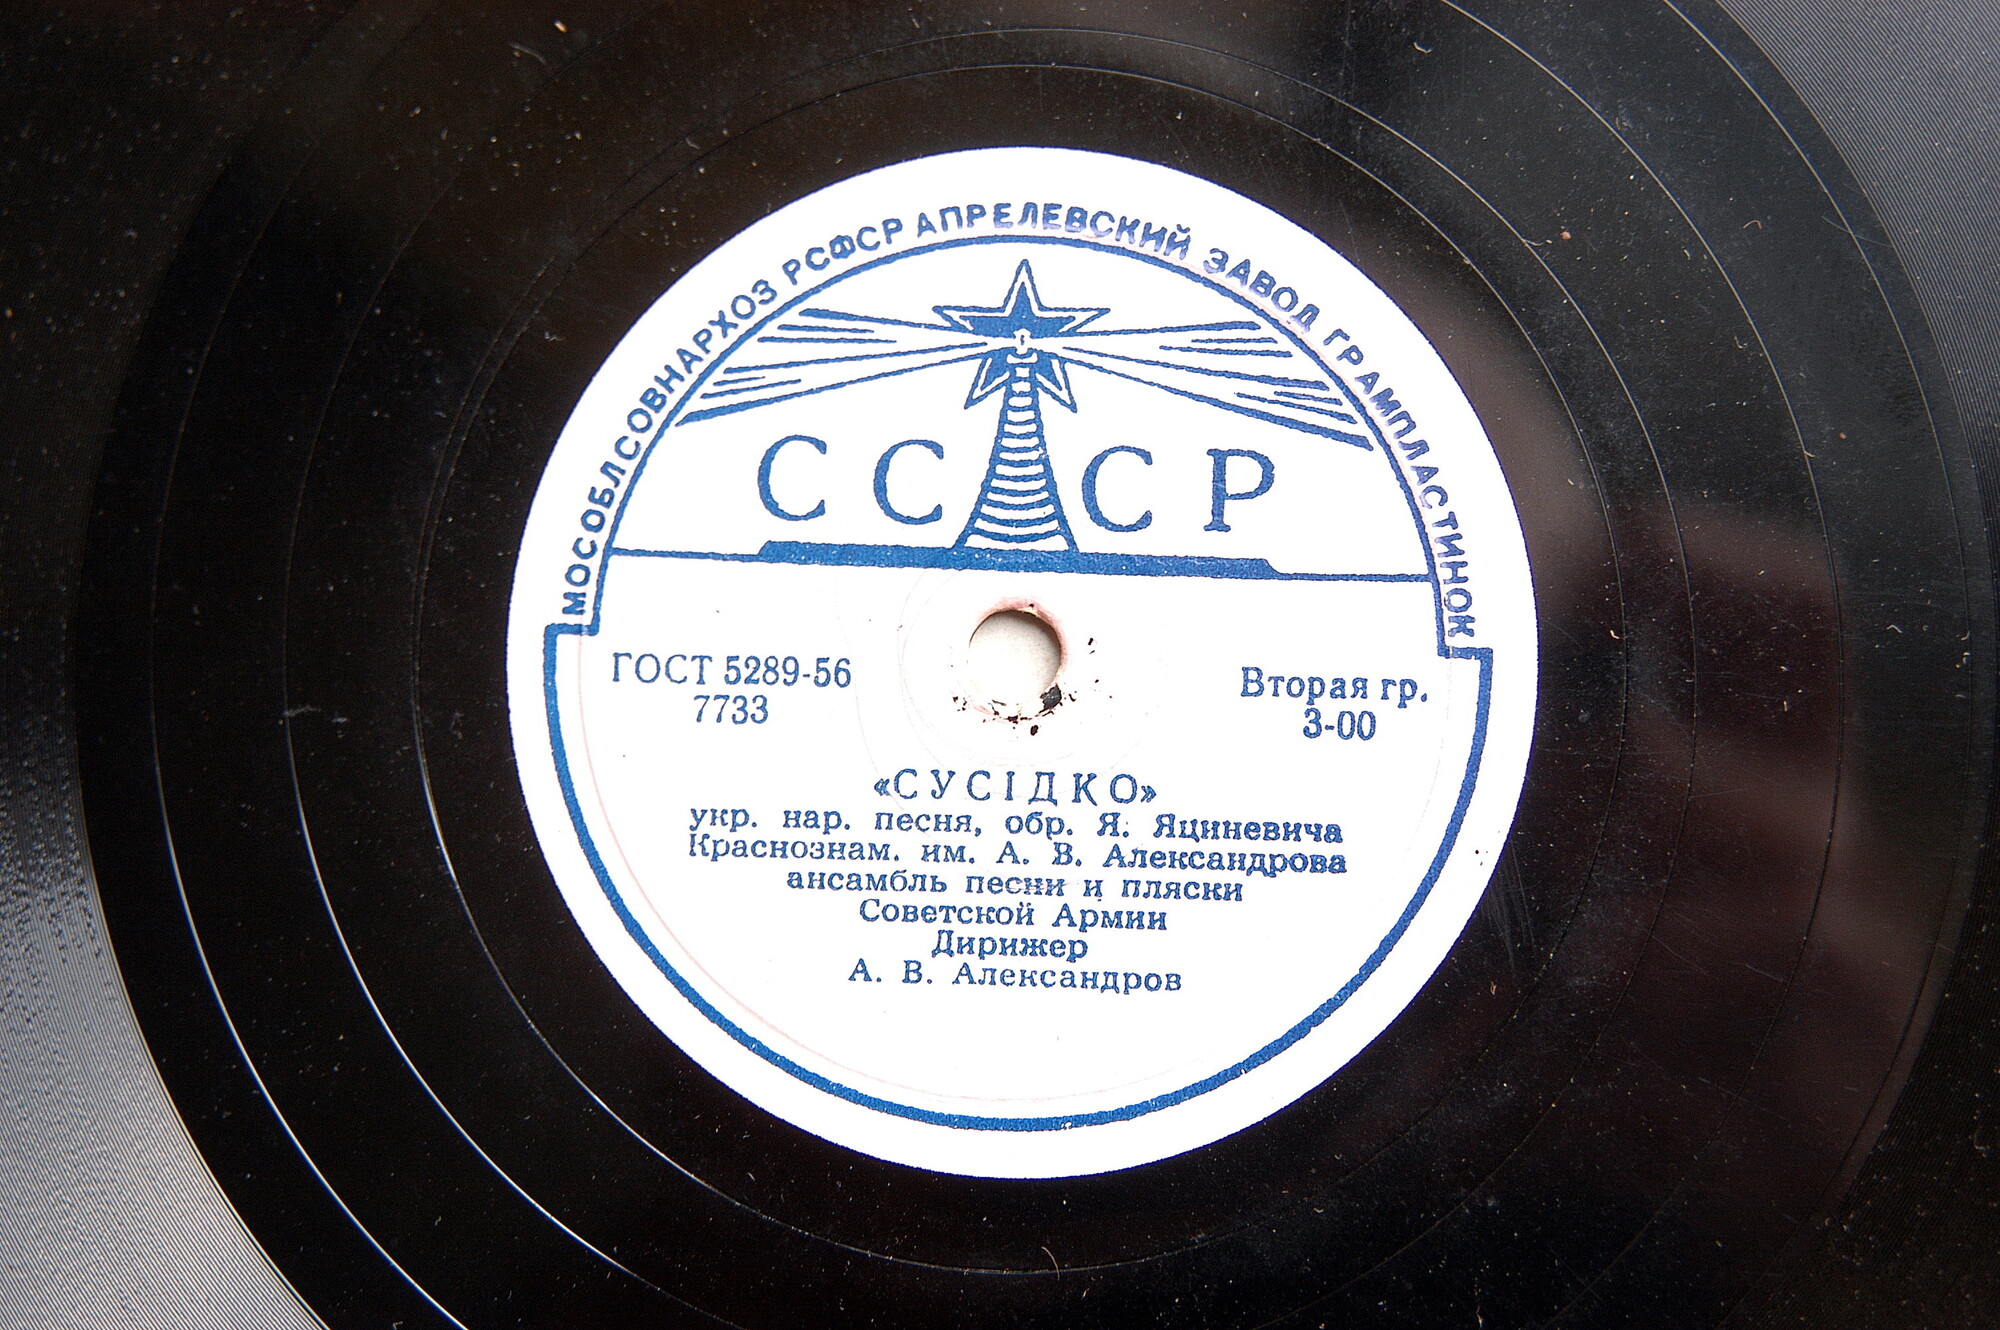 МОСОБЛСОВНАРХОЗ РСФСР АПРЕЛЕВСКИЙ ЗАВОД ГРАМПЛАСТИНОК
СССР
ГОСТ 5289-56
7733
Вторая гр.
3-00
«СУСІДКО»
укр. нар. песня, обр. Я. Яциневича
Краснознам. им. А. В. Александрова
ансамбль песни и пляски
Советской Армии
Дирижер
А. В. Александров